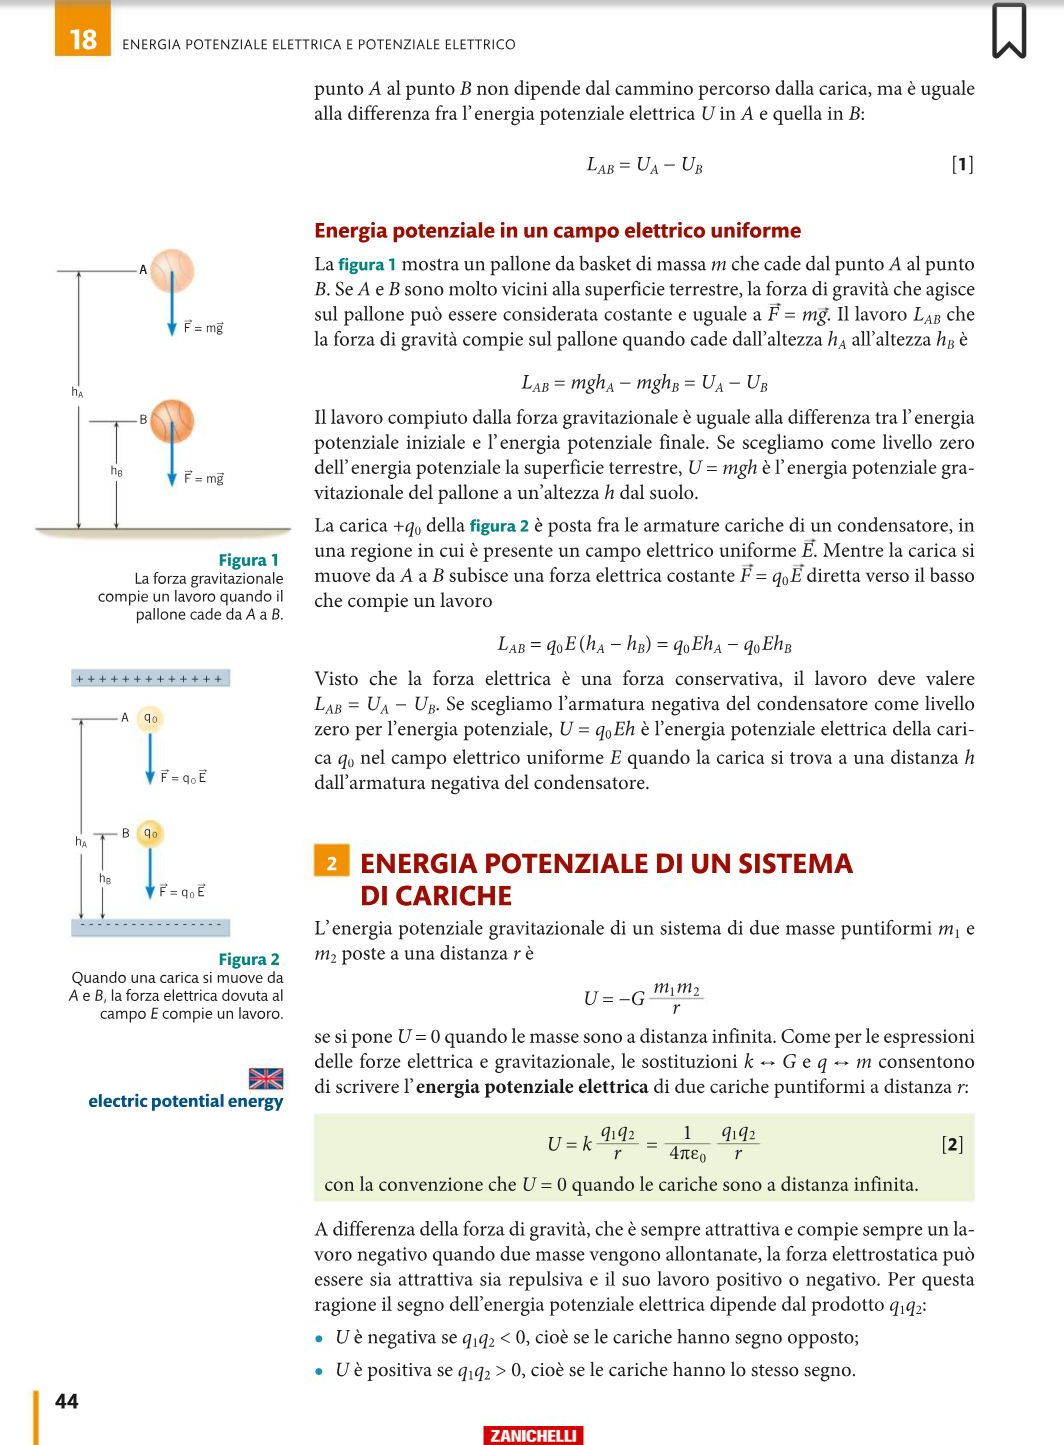 18
ENERGIA POTENZIALE ELETTRICA E POTENZIALE ELETTRICO
punto A al punto B non dipende dal cammino percorso dalla carica, ma è uguale
alla differenza fra l'energia potenziale elettrica U in A e quella in B:
L_AB = U_A − U_B [1]
Energia potenziale in un campo elettrico uniforme
La figura 1 mostra un pallone da basket di massa m che cade dal punto A al punto
B. Se A e B sono molto vicini alla superficie terrestre, la forza di gravità che agisce
sul pallone può essere considerata costante e uguale a F⃗ = mg⃗. Il lavoro L_AB che
la forza di gravità compie sul pallone quando cade dall'altezza h_A all'altezza h_B è
L_AB = mgh_A − mgh_B = U_A − U_B
Il lavoro compiuto dalla forza gravitazionale è uguale alla differenza tra l'energia
potenziale iniziale e l'energia potenziale finale. Se scegliamo come livello zero
dell'energia potenziale la superficie terrestre, U = mgh è l'energia potenziale gra-
vitazionale del pallone a un'altezza h dal suolo.
La carica +q₀ della figura 2 è posta fra le armature cariche di un condensatore, in
una regione in cui è presente un campo elettrico uniforme E⃗. Mentre la carica si
muove da A a B subisce una forza elettrica costante F⃗ = q₀E⃗ diretta verso il basso
che compie un lavoro
L_AB = q₀E(h_A − h_B) = q₀Eh_A − q₀Eh_B
Visto che la forza elettrica è una forza conservativa, il lavoro deve valere
L_AB = U_A − U_B. Se scegliamo l'armatura negativa del condensatore come livello
zero per l'energia potenziale, U = q₀Eh è l'energia potenziale elettrica della cari-
ca q₀ nel campo elettrico uniforme E quando la carica si trova a una distanza h
dall'armatura negativa del condensatore.
A
F⃗ = mg⃗
h_A
B
h_B
F⃗ = mg⃗
Figura 1
La forza gravitazionale
compie un lavoro quando il
pallone cade da A a B.
+ + + + + + + + + + + + +
A q₀
F⃗ = q₀E⃗
B q₀
h_A
h_B
F⃗ = q₀E⃗
- - - - - - - - - - - - - - - - - -
Figura 2
Quando una carica si muove da
A e B, la forza elettrica dovuta al
campo E compie un lavoro.
electric potential energy
2 ENERGIA POTENZIALE DI UN SISTEMA
DI CARICHE
L'energia potenziale gravitazionale di un sistema di due masse puntiformi m₁ e
m₂ poste a una distanza r è
U = −G m₁m₂/r
se si pone U = 0 quando le masse sono a distanza infinita. Come per le espressioni
delle forze elettrica e gravitazionale, le sostituzioni k ↔ G e q ↔ m consentono
di scrivere l'energia potenziale elettrica di due cariche puntiformi a distanza r:
U = k q₁q₂/r = 1/4πε₀ q₁q₂/r [2]
con la convenzione che U = 0 quando le cariche sono a distanza infinita.
A differenza della forza di gravità, che è sempre attrattiva e compie sempre un la-
voro negativo quando due masse vengono allontanate, la forza elettrostatica può
essere sia attrattiva sia repulsiva e il suo lavoro positivo o negativo. Per questa
ragione il segno dell'energia potenziale elettrica dipende dal prodotto q₁q₂:
• U è negativa se q₁q₂ < 0, cioè se le cariche hanno segno opposto;
• U è positiva se q₁q₂ > 0, cioè se le cariche hanno lo stesso segno.
44
ZANICHELLI